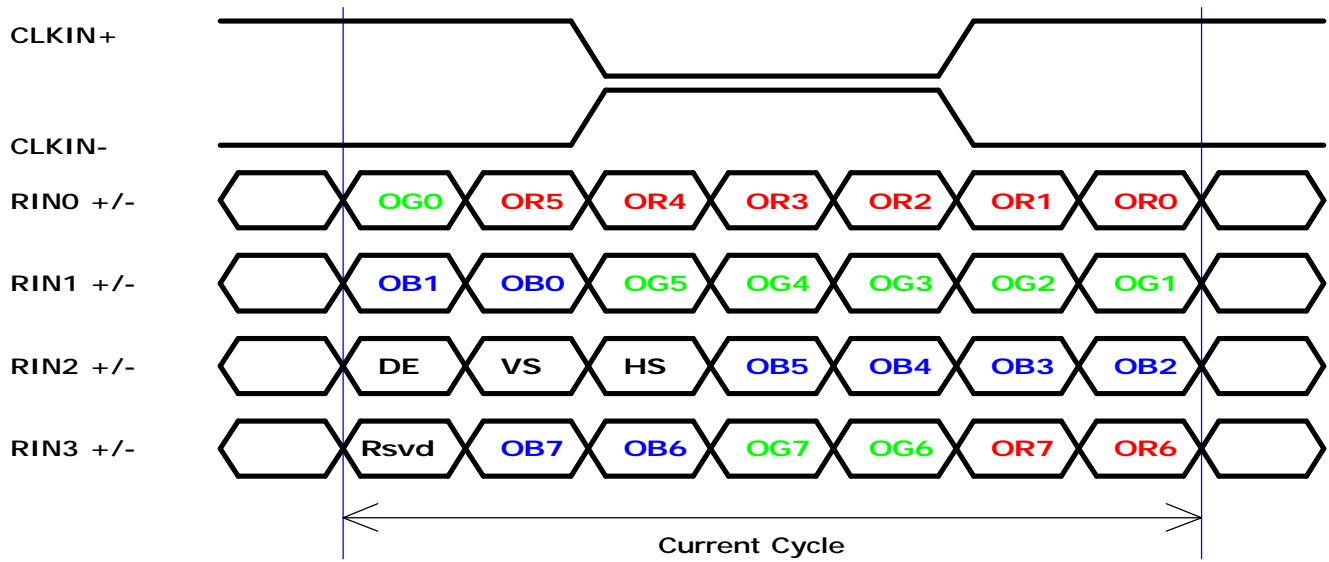 CLKIN+
CLKIN-
RIN0 +/- OG0 OR5 OR4 OR3 OR2 OR1 OR0
RIN1 +/- OB1 OB0 OG5 OG4 OG3 OG2 OG1
RIN2 +/- DE VS HS OB5 OB4 OB3 OB2
RIN3 +/- Rsvd OB7 OB6 OG7 OG6 OR7 OR6
Current Cycle